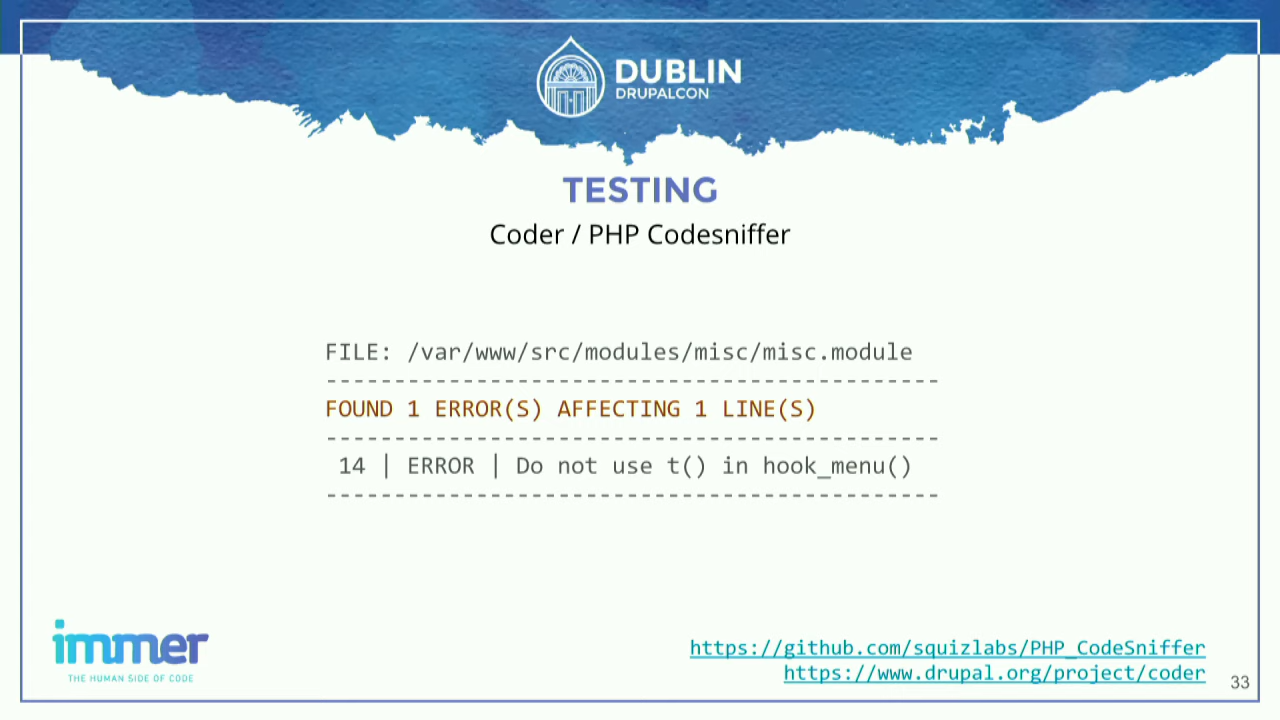 DUBLIN
DRUPALCON
TESTING
Coder / PHP Codesniffer
FILE: /var/www/src/modules/misc/misc.module
---------------------------------------------
FOUND 1 ERROR(S) AFFECTING 1 LINE(S)
---------------------------------------------
14 | ERROR | Do not use t() in hook_menu()
---------------------------------------------
immer
THE HUMAN SIDE OF CODE
https://github.com/squizlabs/PHP_CodeSniffer
https://www.drupal.org/project/coder
33